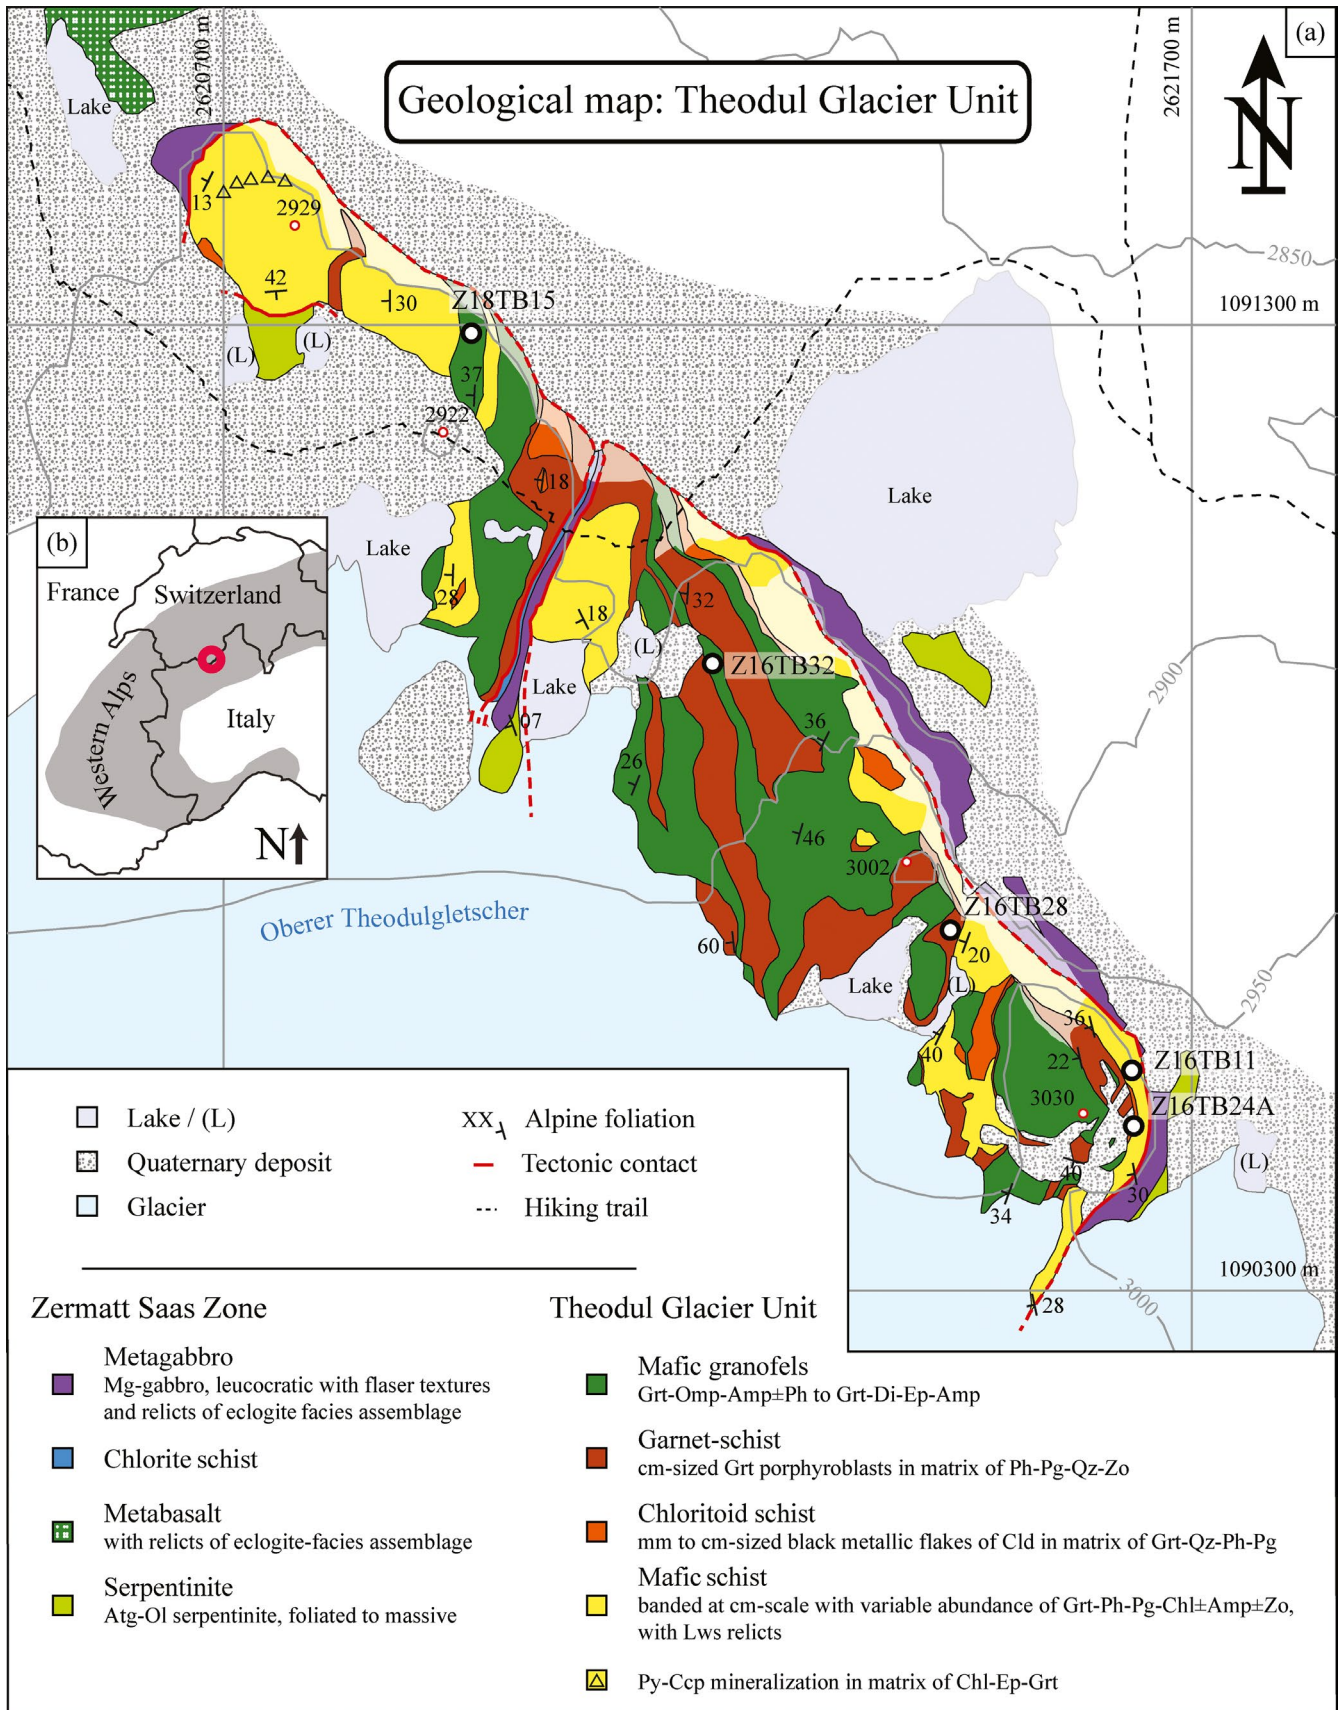 (a)
2620700 m
2621700 m
Geological map: Theodul Glacier Unit
N
Lake
13
2929
42
30
Z18TB15
2850
1091300 m
(L)
(L)
37
2922
18
Lake
Lake
28
18
32
(L)
Z16TB32
Lake
07
36
26
46
3002
2900
60
Z16TB28
20
Lake
(L)
2950
Oberer Theodulgletscher
40
36
22
Z16TB11
3030
Z16TB24A
40
30
(L)
34
1090300 m
3000
28
(b)
France
Switzerland
Western Alps
Italy
N
Lake / (L)
Quaternary deposit
Glacier
XX
Alpine foliation
Tectonic contact
Hiking trail
Zermatt Saas Zone
Metagabbro
Mg-gabbro, leucocratic with flaser textures
and relicts of eclogite facies assemblage
Chlorite schist
Metabasalt
with relicts of eclogite-facies assemblage
Serpentinite
Atg-Ol serpentinite, foliated to massive
Theodul Glacier Unit
Mafic granofels
Grt-Omp-Amp±Ph to Grt-Di-Ep-Amp
Garnet-schist
cm-sized Grt porphyroblasts in matrix of Ph-Pg-Qz-Zo
Chloritoid schist
mm to cm-sized black metallic flakes of Cld in matrix of Grt-Qz-Ph-Pg
Mafic schist
banded at cm-scale with variable abundance of Grt-Ph-Pg-Chl±Amp±Zo,
with Lws relicts
Py-Ccp mineralization in matrix of Chl-Ep-Grt